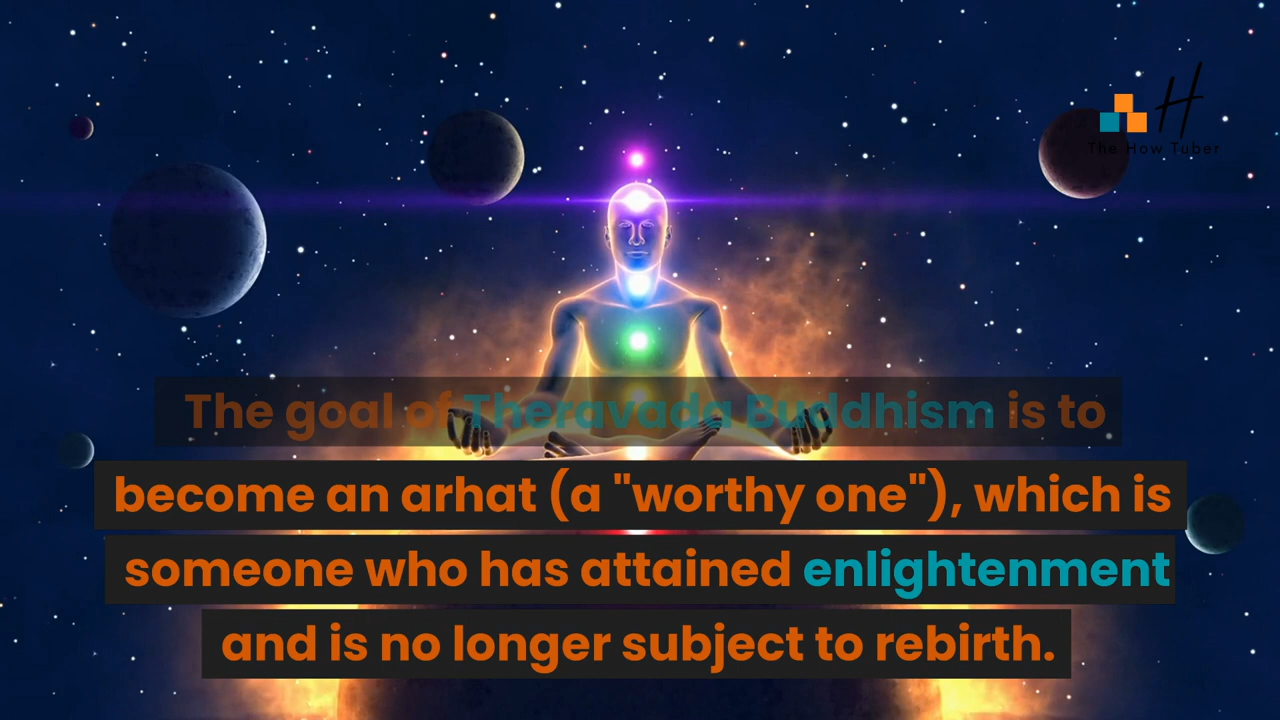 H
The How Tuber
The goal of Theravada Buddhism is to
become an arhat (a "worthy one"), which is
someone who has attained enlightenment
and is no longer subject to rebirth.